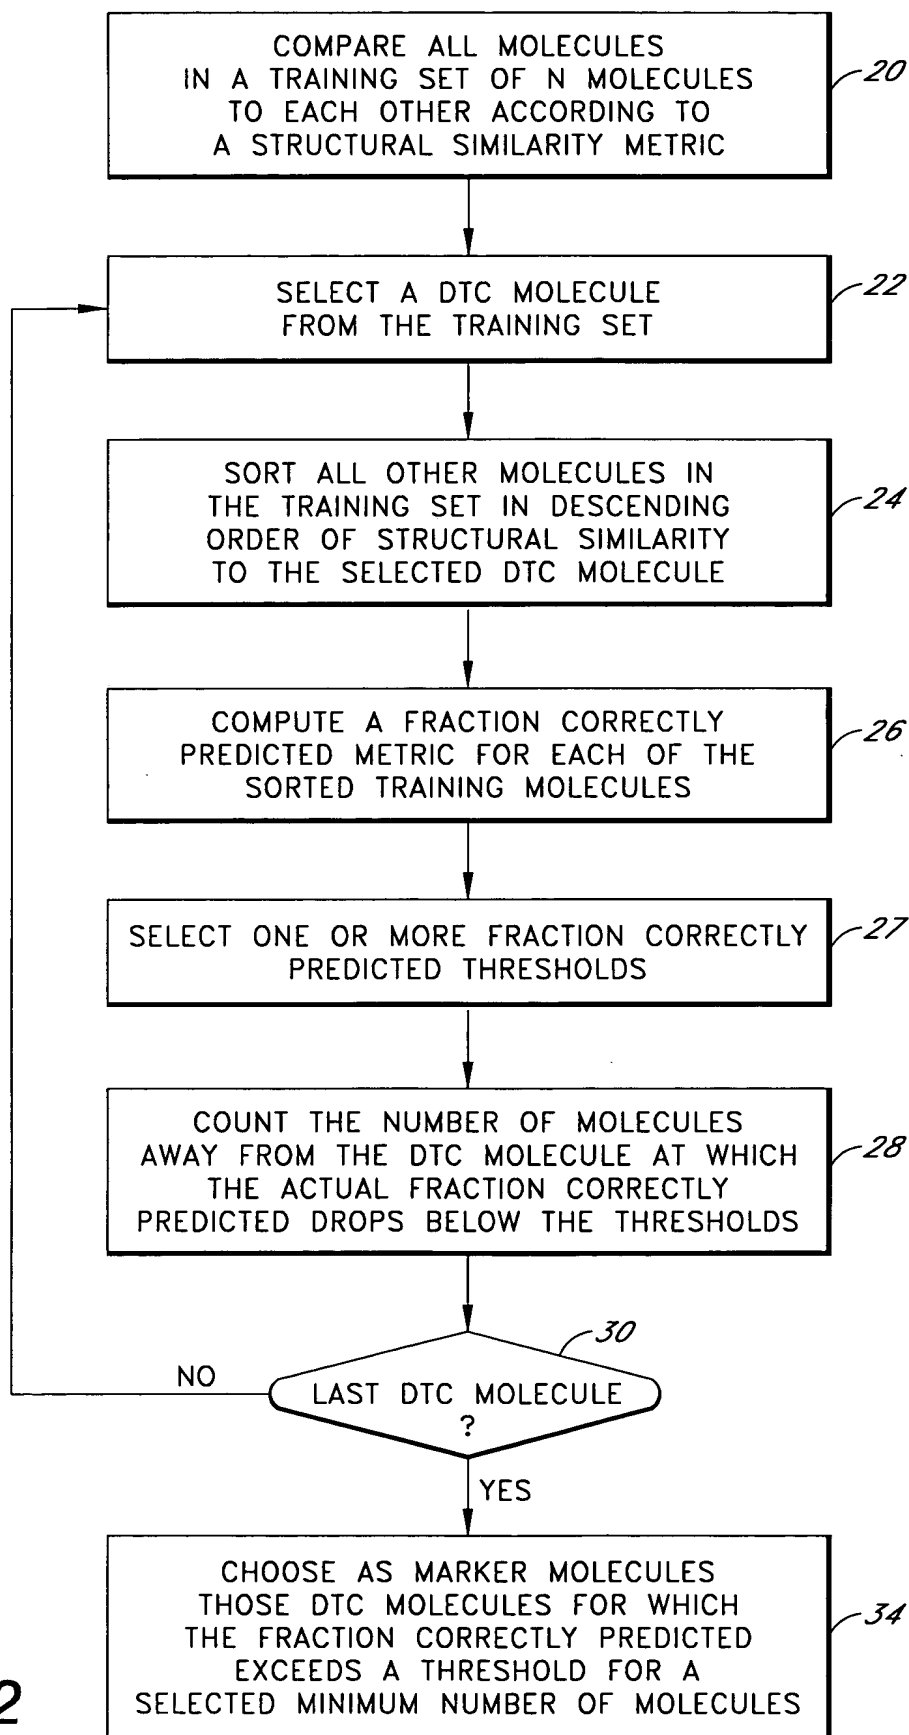 COMPARE ALL MOLECULES
IN A TRAINING SET OF N MOLECULES
TO EACH OTHER ACCORDING TO
A STRUCTURAL SIMILARITY METRIC
20
SELECT A DTC MOLECULE
FROM THE TRAINING SET
22
SORT ALL OTHER MOLECULES IN
THE TRAINING SET IN DESCENDING
ORDER OF STRUCTURAL SIMILARITY
TO THE SELECTED DTC MOLECULE
24
COMPUTE A FRACTION CORRECTLY
PREDICTED METRIC FOR EACH OF THE
SORTED TRAINING MOLECULES
26
SELECT ONE OR MORE FRACTION CORRECTLY
PREDICTED THRESHOLDS
27
COUNT THE NUMBER OF MOLECULES
AWAY FROM THE DTC MOLECULE AT WHICH
THE ACTUAL FRACTION CORRECTLY
PREDICTED DROPS BELOW THE THRESHOLDS
28
30
NO
LAST DTC MOLECULE
?
YES
CHOOSE AS MARKER MOLECULES
THOSE DTC MOLECULES FOR WHICH
THE FRACTION CORRECTLY PREDICTED
EXCEEDS A THRESHOLD FOR A
SELECTED MINIMUM NUMBER OF MOLECULES
34
2